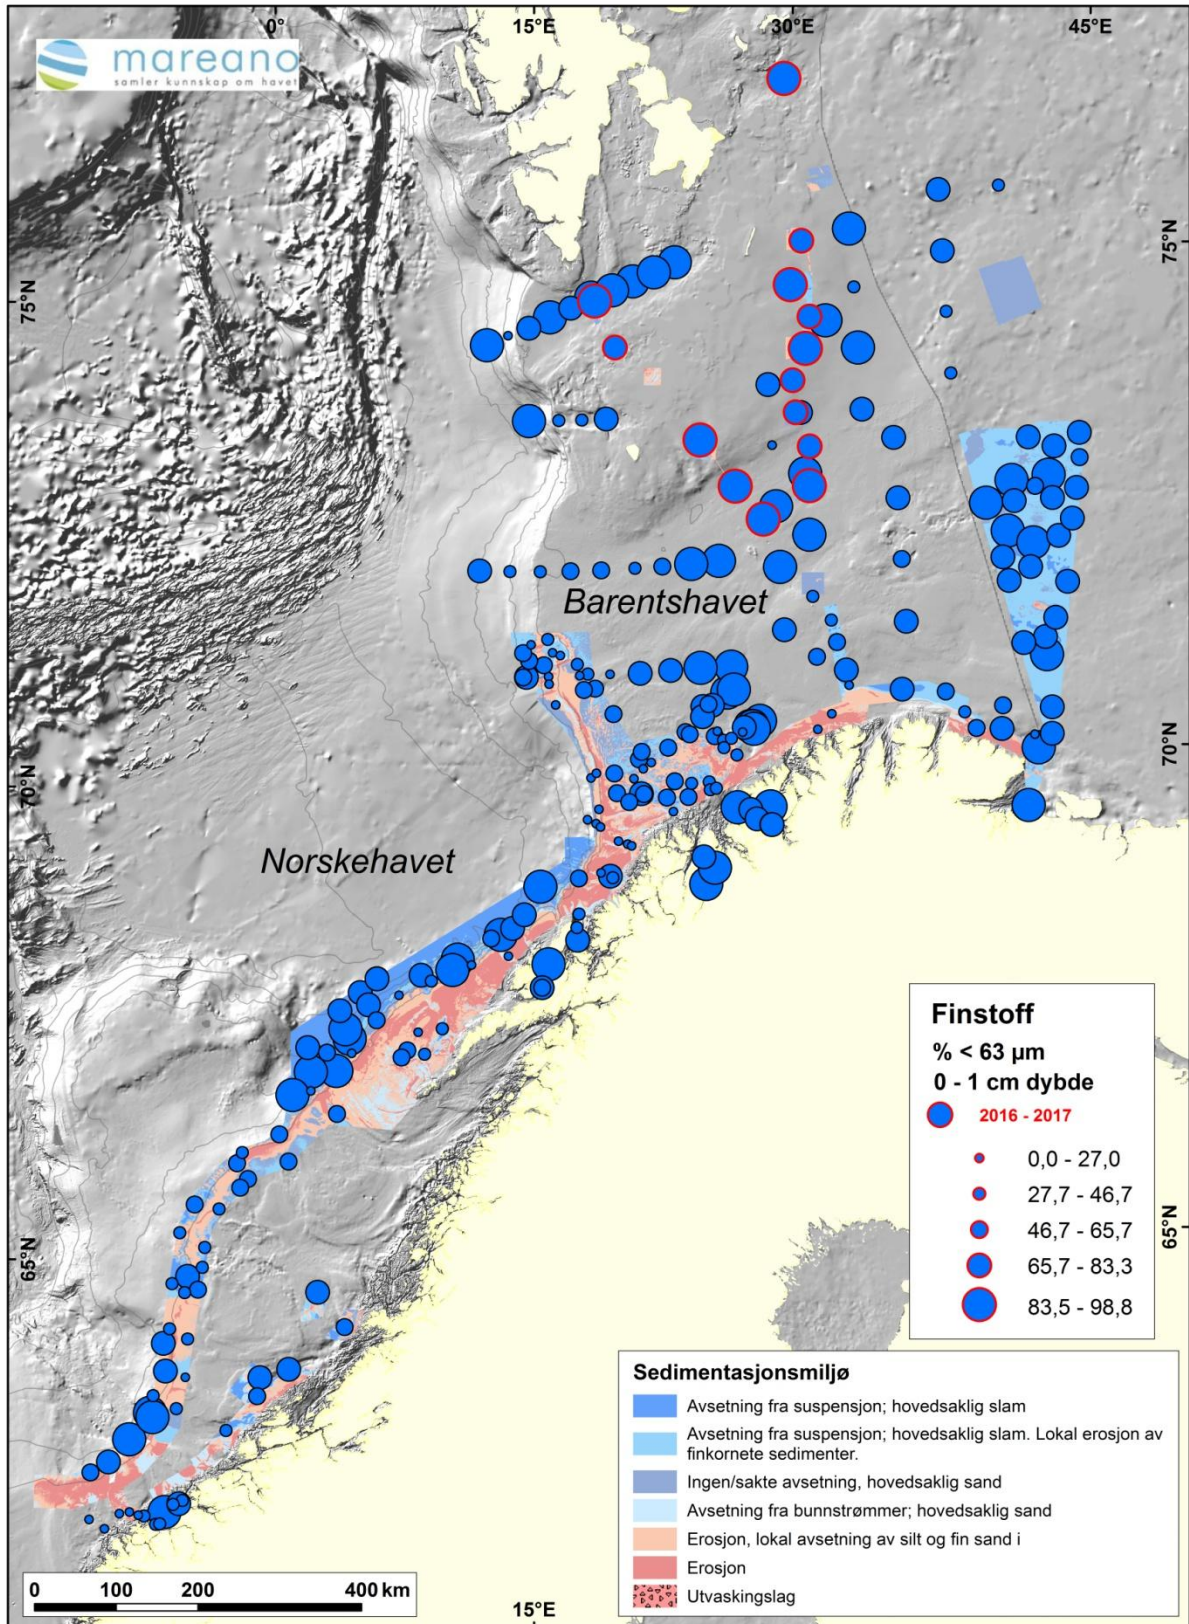 0°
15°E
30°E
45°E
mareano
samler kunnskap om havet
75°N
75°N
Barentshavet
70°N
70°N
Norskehavet
65°N
65°N
Finstoff
% < 63 µm
0 - 1 cm dybde
2016 - 2017
0,0 - 27,0
27,7 - 46,7
46,7 - 65,7
65,7 - 83,3
83,5 - 98,8
Sedimentasjonsmiljø
Avsetning fra suspensjon; hovedsaklig slam
Avsetning fra suspensjon; hovedsaklig slam. Lokal erosjon av
finkornete sedimenter.
Ingen/sakte avsetning, hovedsaklig sand
Avsetning fra bunnstrømmer; hovedsaklig sand
Erosjon, lokal avsetning av silt og fin sand i
Erosjon
Utvaskingslag
0 100 200 400 km
15°E